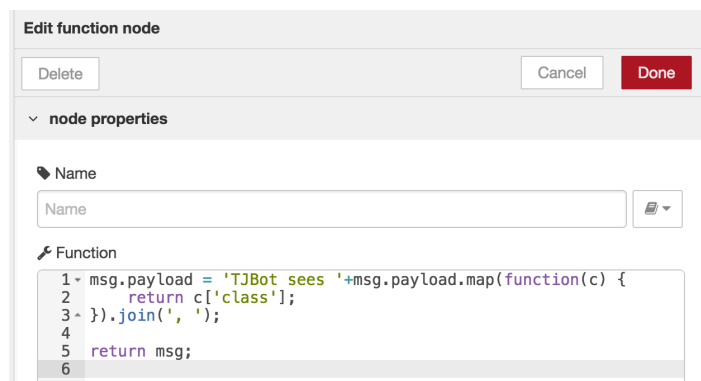 Edit function node
Delete
Cancel
Done
node properties
Name
Name
Function
1 msg.payload = 'TJBot sees '+msg.payload.map(function(c) {
2     return c['class'];
3 }).join(', ');
4
5 return msg;
6